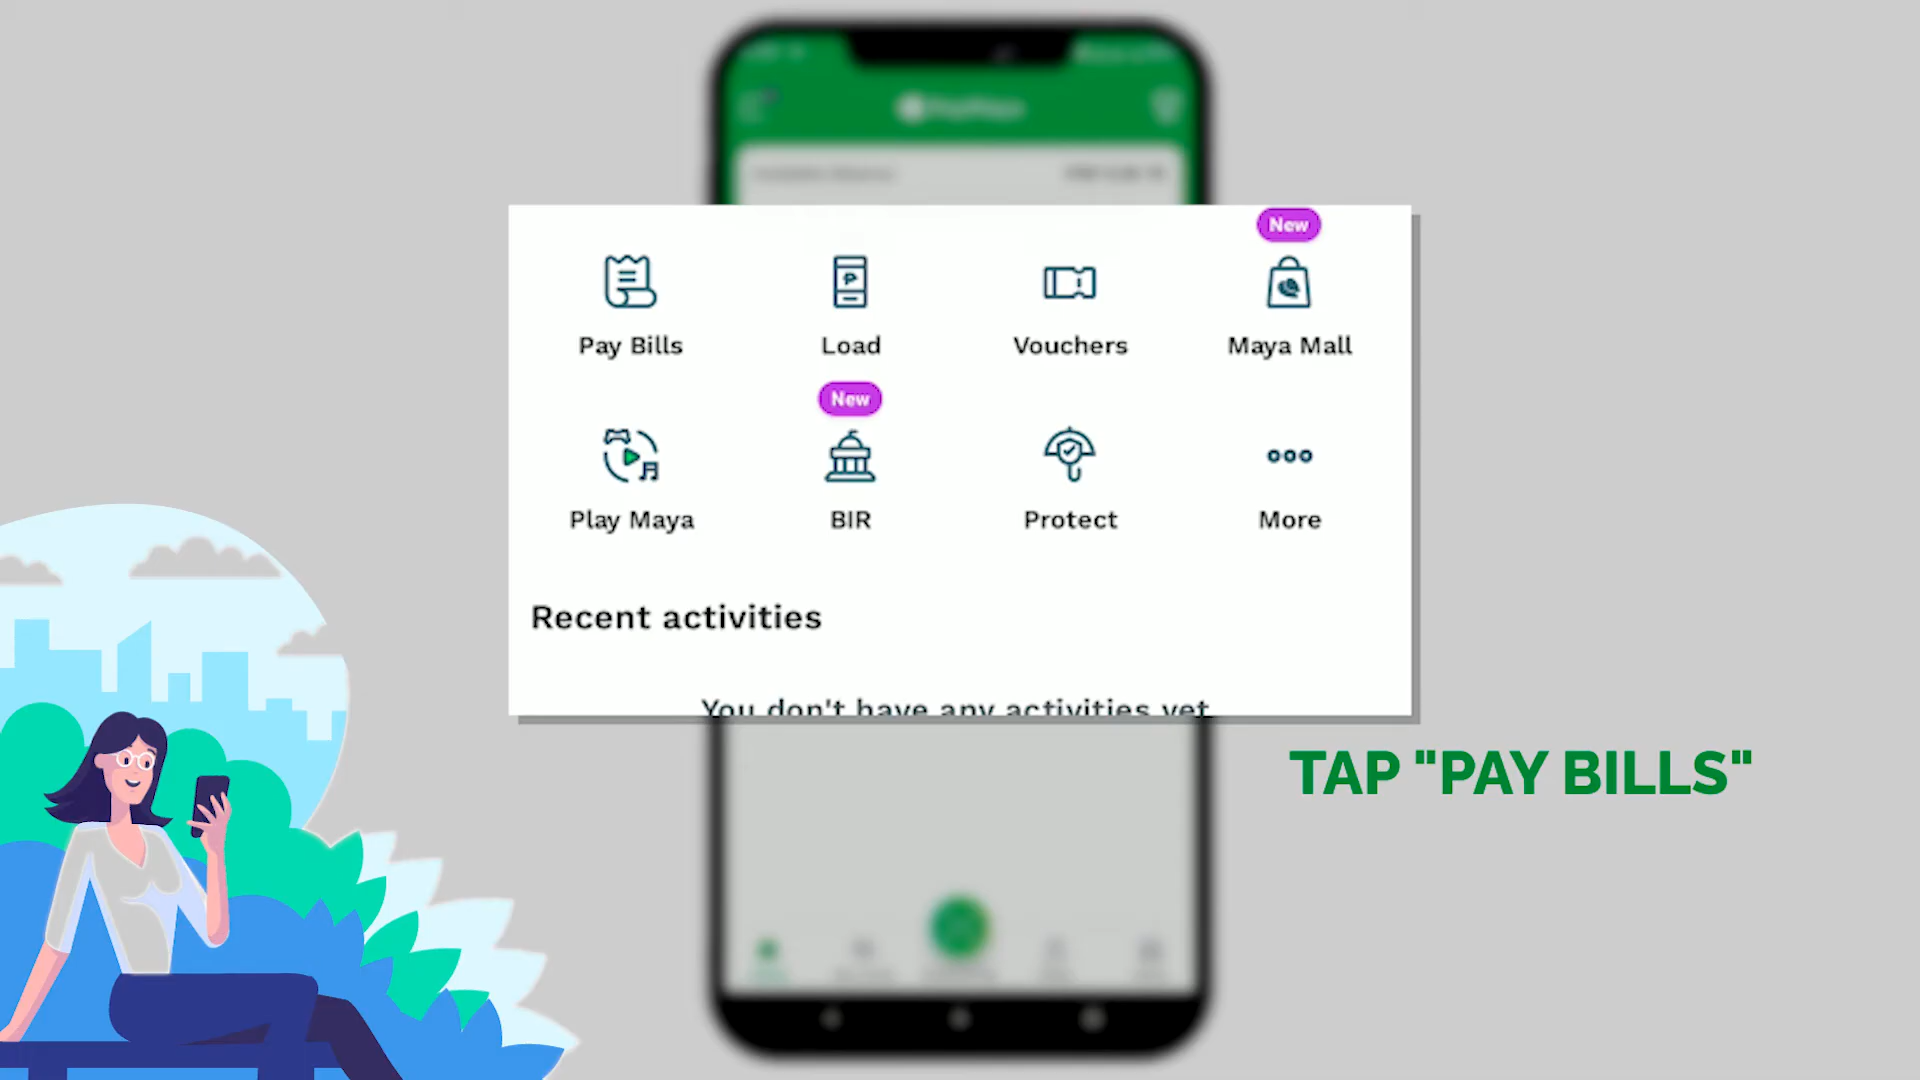 New
Pay Bills
Load
Vouchers
Maya Mall
New
Play Maya
BIR
Protect
More
Recent activities
You don't have any activities yet
TAP "PAY BILLS"